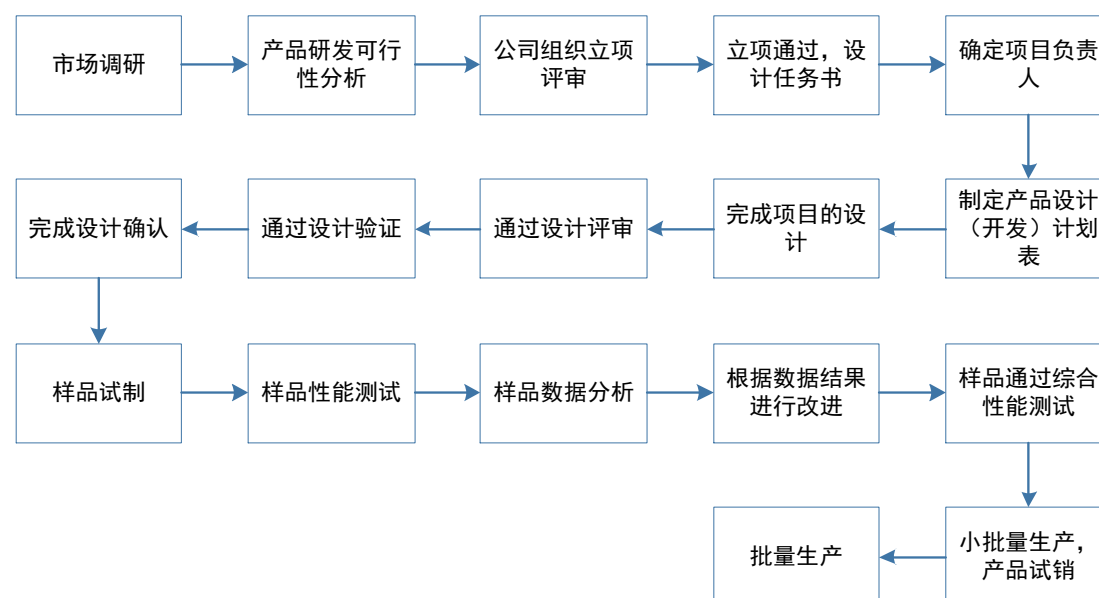 市场调研
产品研发可行
性分析
公司组织立项
评审
立项通过，设
计任务书
确定项目负责
人
制定产品设计
（开发）计划
表
完成项目的设
计
通过设计评审
通过设计验证
完成设计确认
样品试制
样品性能测试
样品数据分析
根据数据结果
进行改进
样品通过综合
性能测试
小批量生产，
产品试销
批量生产